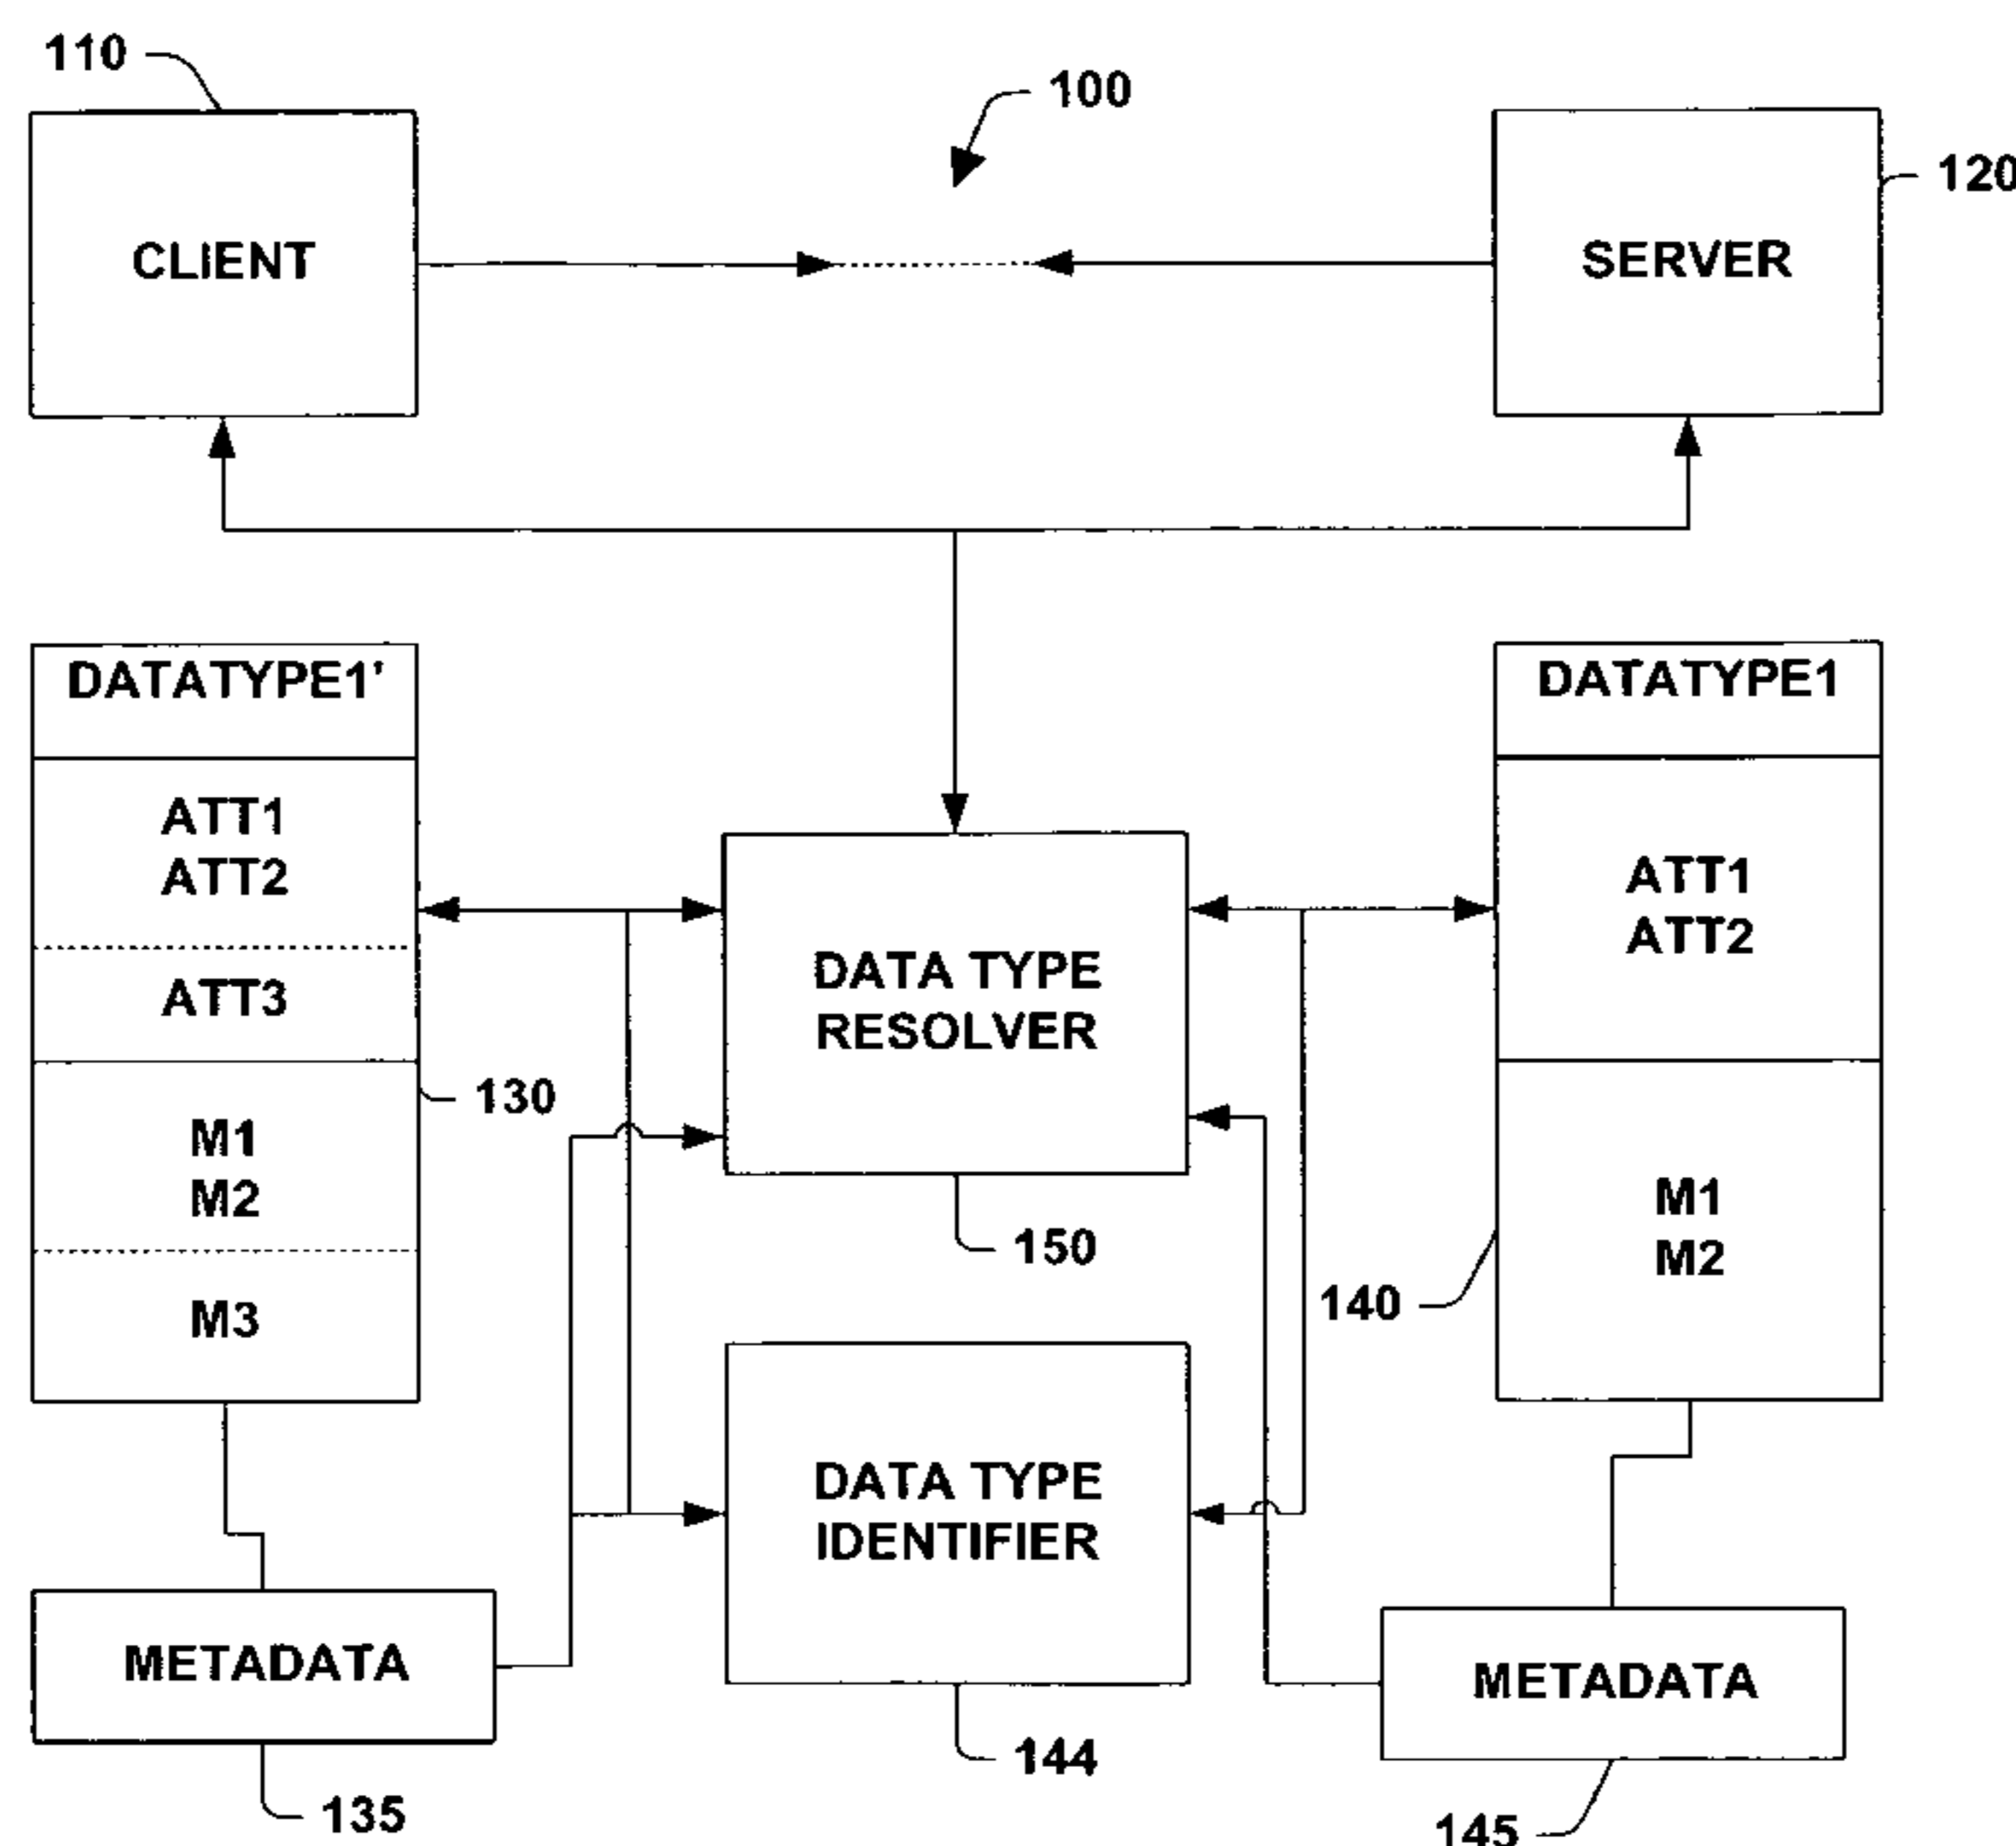 110
100
120
CLIENT
SERVER
DATATYPE1'
DATATYPE1
ATT1
ATT2
ATT3
ATT1
ATT2
DATA TYPE
RESOLVER
130
M1
M2
M3
150
M1
M2
140
DATA TYPE
IDENTIFIER
METADATA
METADATA
144
135
145